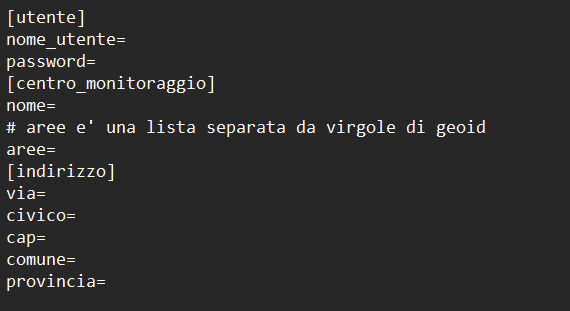 [utente]
nome_utente=
password=
[centro_monitoraggio]
nome=
# aree e' una lista separata da virgole di geoid
aree=
[indirizzo]
via=
civico=
cap=
comune=
provincia=